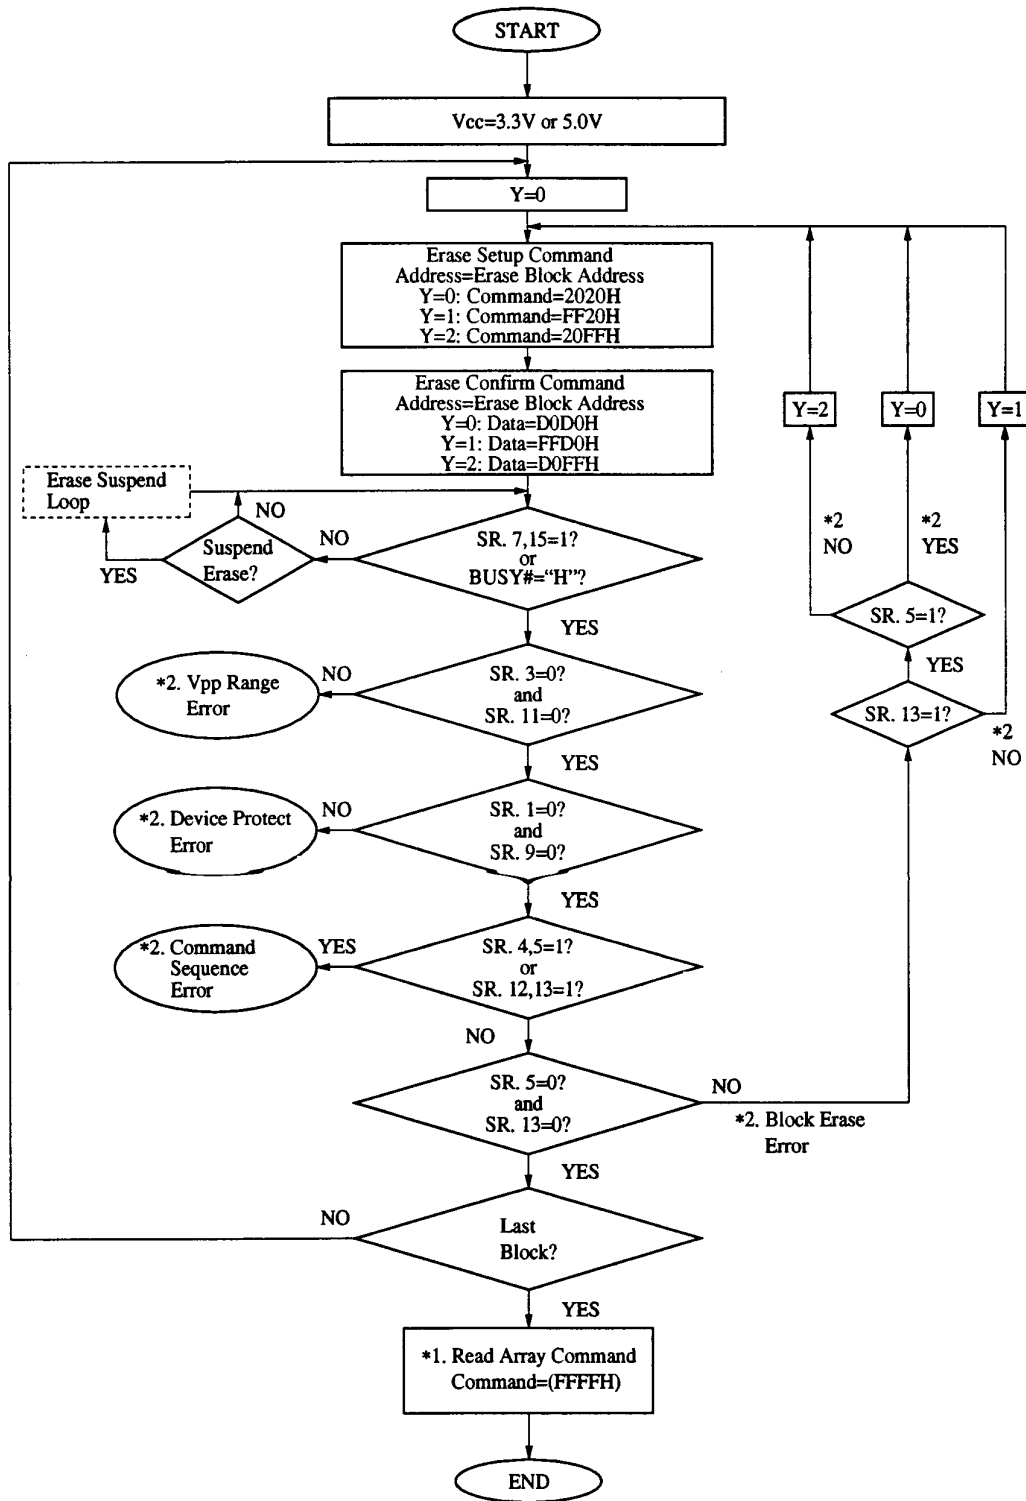 START
Vcc=3.3V or 5.0V
Y=0
Erase Setup Command
Address=Erase Block Address
Y=0: Command=2020H
Y=1: Command=FF20H
Y=2: Command=20FFH
Erase Confirm Command
Address=Erase Block Address
Y=0: Data=D0D0H
Y=1: Data=FFD0H
Y=2: Data=D0FFH
Y=2
Y=0
Y=1
Erase Suspend
Loop
NO
YES
Suspend
Erase?
NO
SR. 7,15=1?
or
BUSY#="H"?
YES
*2
NO
*2
YES
SR. 5=1?
YES
SR. 13=1?
*2
NO
*2. Vpp Range
Error
NO
SR. 3=0?
and
SR. 11=0?
YES
*2. Device Protect
Error
NO
SR. 1=0?
and
SR. 9=0?
YES
*2. Command
Sequence
Error
YES
SR. 4,5=1?
or
SR. 12,13=1?
NO
SR. 5=0?
and
SR. 13=0?
NO
*2. Block Erase
Error
YES
NO
Last
Block?
YES
*1. Read Array Command
Command=(FFFFH)
END